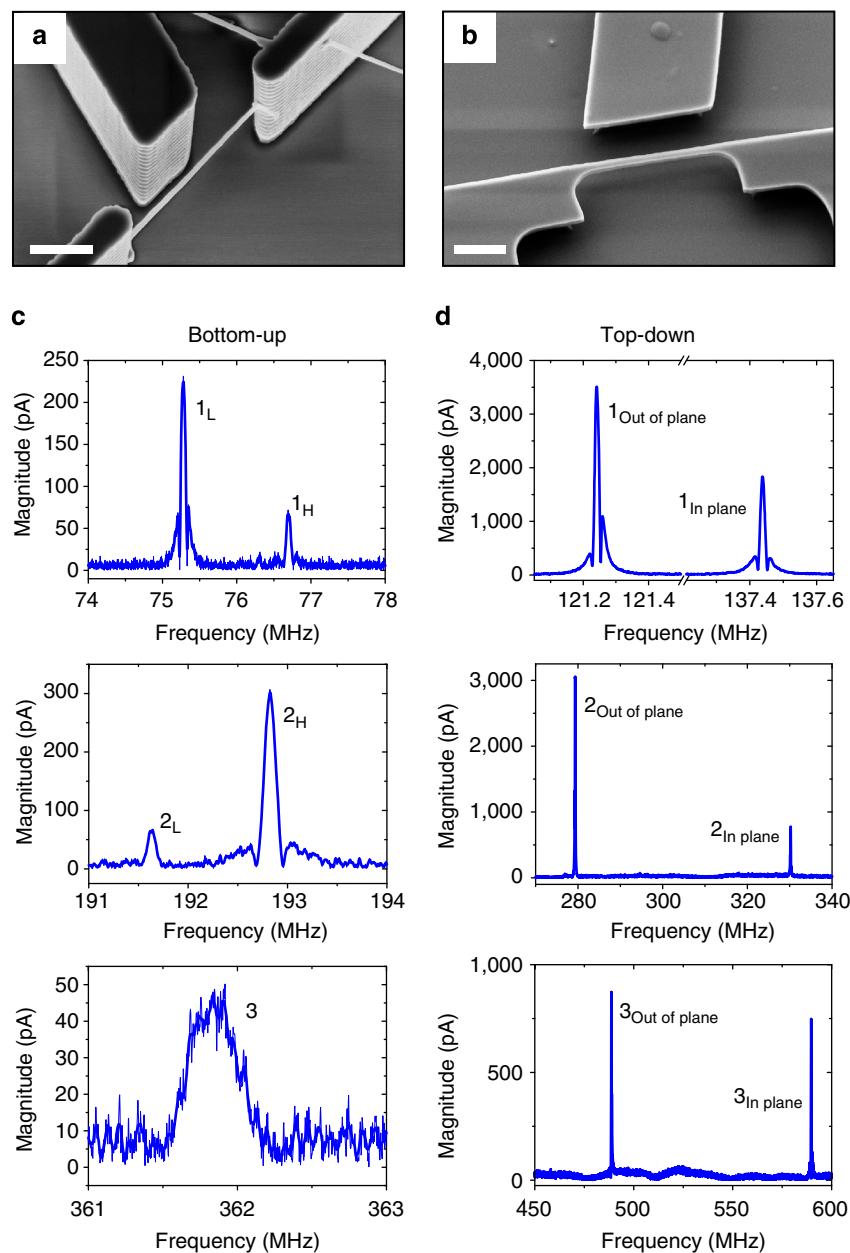 a
b
c
Bottom-up
250
200
150
100
50
0
Magnitude (pA)
1L
1H
74 75 76 77 78
Frequency (MHz)
300
200
100
0
Magnitude (pA)
2L
2H
191 192 193 194
Frequency (MHz)
50
40
30
20
10
0
Magnitude (pA)
3
361 362 363
Frequency (MHz)
d
Top-down
4,000
3,000
2,000
1,000
0
Magnitude (pA)
1Out of plane
1In plane
121.2 121.4 137.4 137.6
Frequency (MHz)
3,000
2,000
1,000
0
Magnitude (pA)
2Out of plane
2In plane
280 300 320 340
Frequency (MHz)
1,000
500
0
Magnitude (pA)
3Out of plane
3In plane
450 500 550 600
Frequency (MHz)